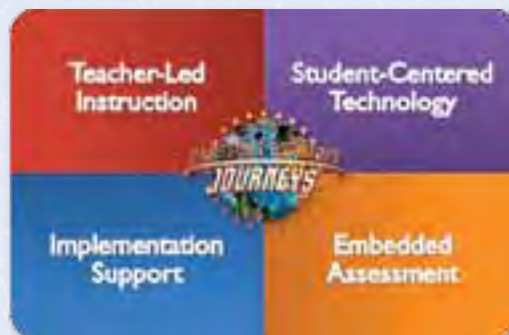 Teacher-Led
Instruction
Student-Centered
Technology
JOURNEYS
Implementation
Support
Embedded
Assessment